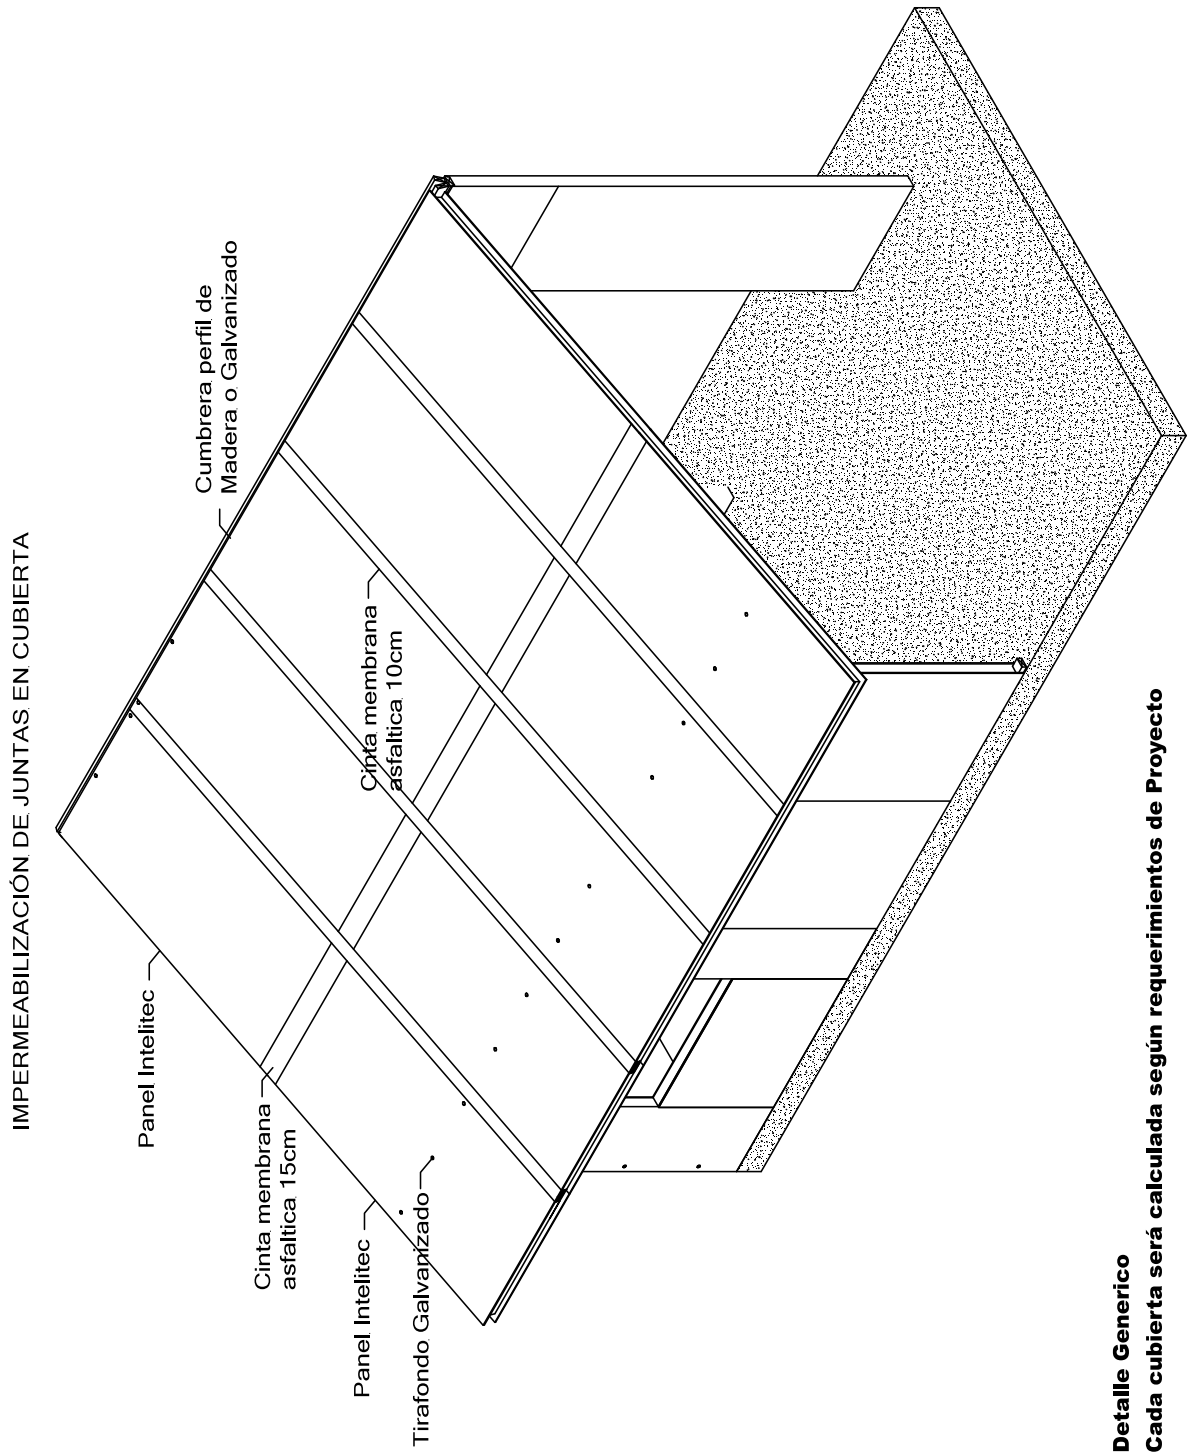 IMPERMEABILIZACIÓN DE JUNTAS EN CUBIERTA
Cumbrera perfil de
Madera o Galvanizado
Panel Intelitec
Cinta membrana
asfaltica 10cm
Cinta membrana
asfaltica 15cm
Panel Intelitec
Tirafondo Galvanizado
Detalle Generico
Cada cubierta será calculada según requerimientos de Proyecto